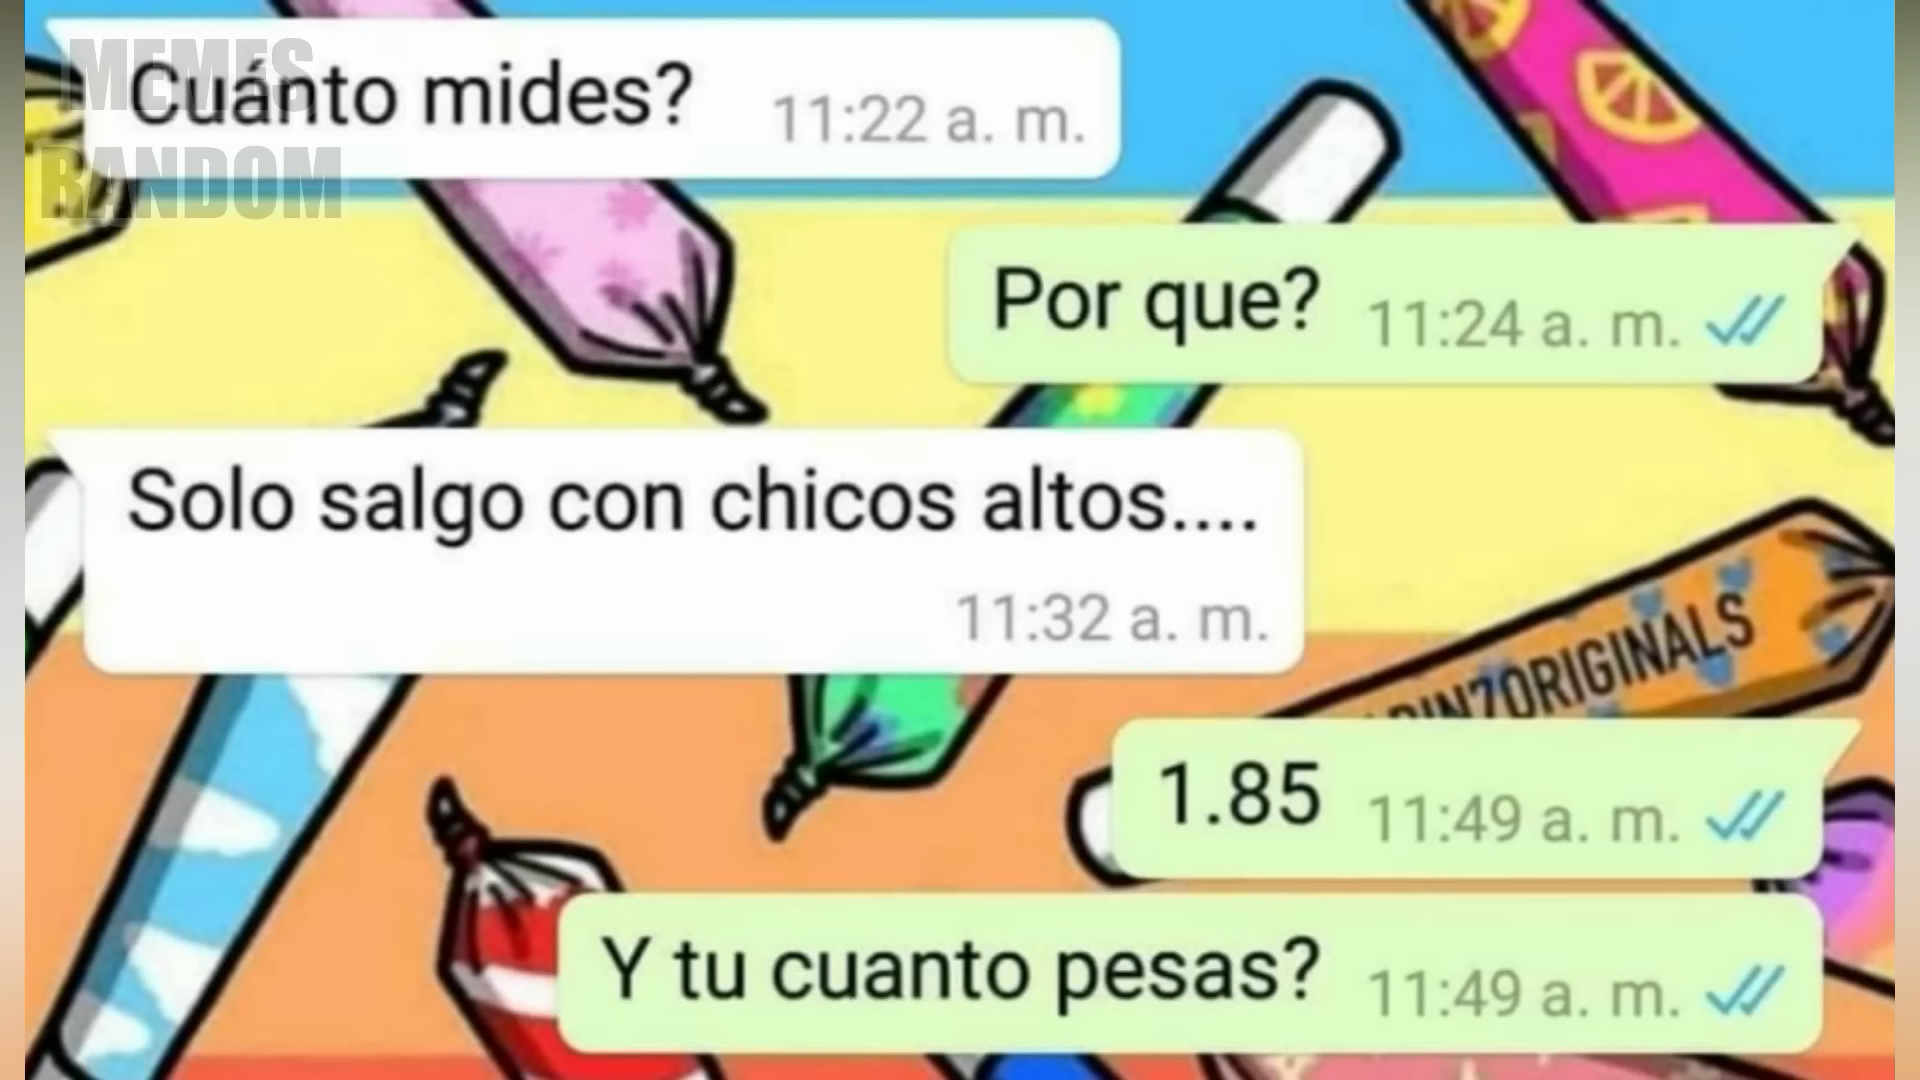 MEMES
RANDOM
Cuánto mides? 11:22 a. m.
Por que? 11:24 a. m.
Solo salgo con chicos altos....
11:32 a. m.
ORIGINALS
1.85 11:49 a. m.
Y tu cuanto pesas? 11:49 a. m.